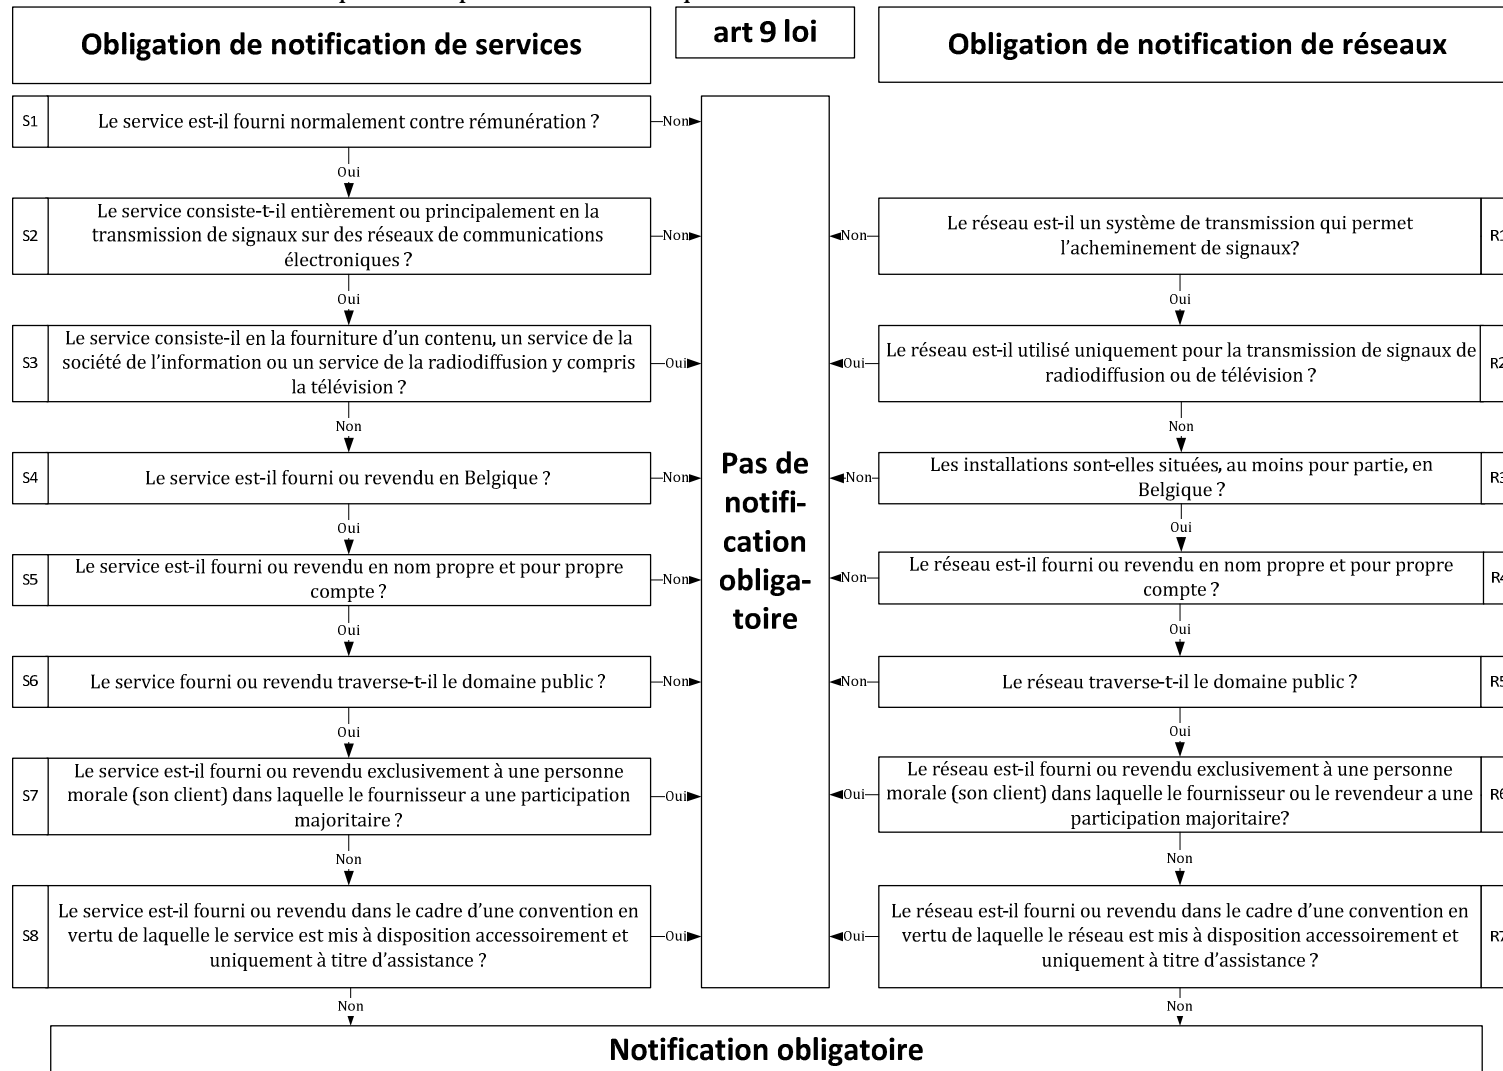 Obligation de notification de services
art 9 loi
Obligation de notification de réseaux
S1
Le service est-il fourni normalement contre rémunération ?
Non
Oui
S2
Le service consiste-t-il entièrement ou principalement en la
transmission de signaux sur des réseaux de communications
électroniques ?
Non
Oui
S3
Le service consiste-il en la fourniture d'un contenu, un service de la
société de l'information ou un service de la radiodiffusion y compris
la télévision ?
Oui
Non
S4
Le service est-il fourni ou revendu en Belgique ?
Non
Oui
S5
Le service est-il fourni ou revendu en nom propre et pour propre
compte ?
Non
Oui
S6
Le service fourni ou revendu traverse-t-il le domaine public ?
Non
Oui
S7
Le service est-il fourni ou revendu exclusivement à une personne
morale (son client) dans laquelle le fournisseur a une participation
majoritaire ?
Oui
Non
S8
Le service est-il fourni ou revendu dans le cadre d'une convention en
vertu de laquelle le service est mis à disposition accessoirement et
uniquement à titre d'assistance ?
Oui
Non
Pas de
notifi-
cation
obliga-
toire
Le réseau est-il un système de transmission qui permet
l'acheminement de signaux?
R1
Non
Oui
Le réseau est-il utilisé uniquement pour la transmission de signaux de
radiodiffusion ou de télévision ?
R2
Oui
Non
Les installations sont-elles situées, au moins pour partie, en
Belgique ?
R3
Non
Oui
Le réseau est-il fourni ou revendu en nom propre et pour propre
compte ?
R4
Non
Oui
Le réseau traverse-t-il le domaine public ?
R5
Non
Oui
Le réseau est-il fourni ou revendu exclusivement à une personne
morale (son client) dans laquelle le fournisseur ou le revendeur a une
participation majoritaire?
R6
Oui
Non
Le réseau est-il fourni ou revendu dans le cadre d'une convention en
vertu de laquelle le réseau est mis à disposition accessoirement et
uniquement à titre d'assistance ?
R7
Oui
Non
Notification obligatoire